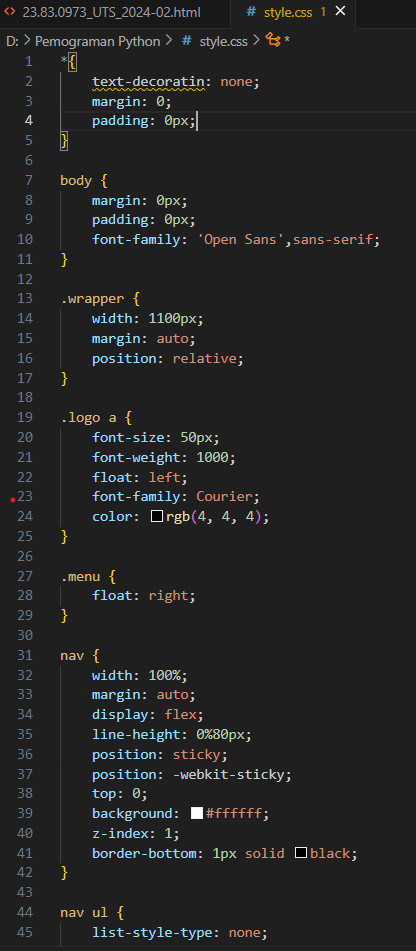 23.83.0973_UTS_2024-02.html # style.css 1 ×
D: > Pemograman Python > # style.css > *
1 *{
2 text-decoratin: none;
3 margin: 0;
4 padding: 0px;
5 }
6
7 body {
8 margin: 0px;
9 padding: 0px;
10 font-family: 'Open Sans',sans-serif;
11 }
12
13 .wrapper {
14 width: 1100px;
15 margin: auto;
16 position: relative;
17 }
18
19 .logo a {
20 font-size: 50px;
21 font-weight: 1000;
22 float: left;
23 font-family: Courier;
24 color: rgb(4, 4, 4);
25 }
26
27 .menu {
28 float: right;
29 }
30
31 nav {
32 width: 100%;
33 margin: auto;
34 display: flex;
35 line-height: 0%80px;
36 position: sticky;
37 position: -webkit-sticky;
38 top: 0;
39 background: #ffffff;
40 z-index: 1;
41 border-bottom: 1px solid black;
42 }
43
44 nav ul {
45 list-style-type: none;